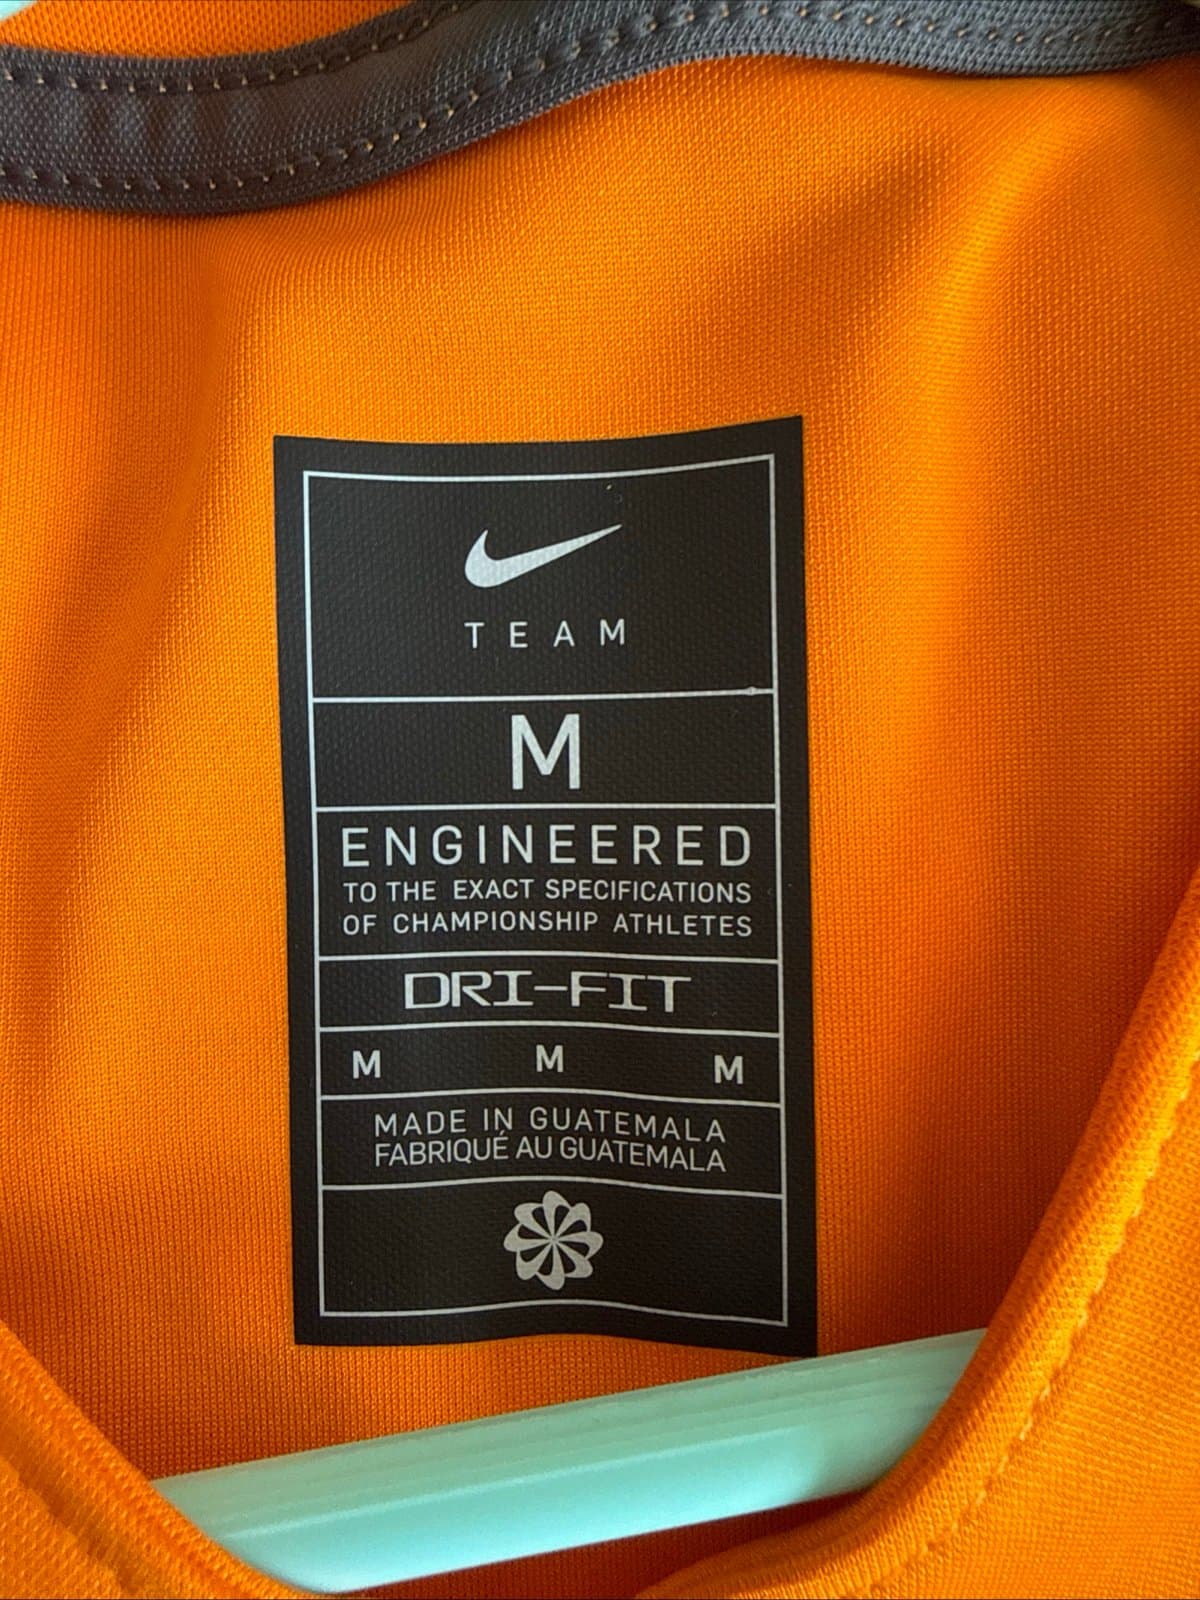 TEAM
M
ENGINEERED
TO THE EXACT SPECIFICATIONS
OF CHAMPIONSHIP ATHLETES
DRI-FIT
M M M
MADE IN GUATEMALA
FABRIQUÉ AU GUATEMALA